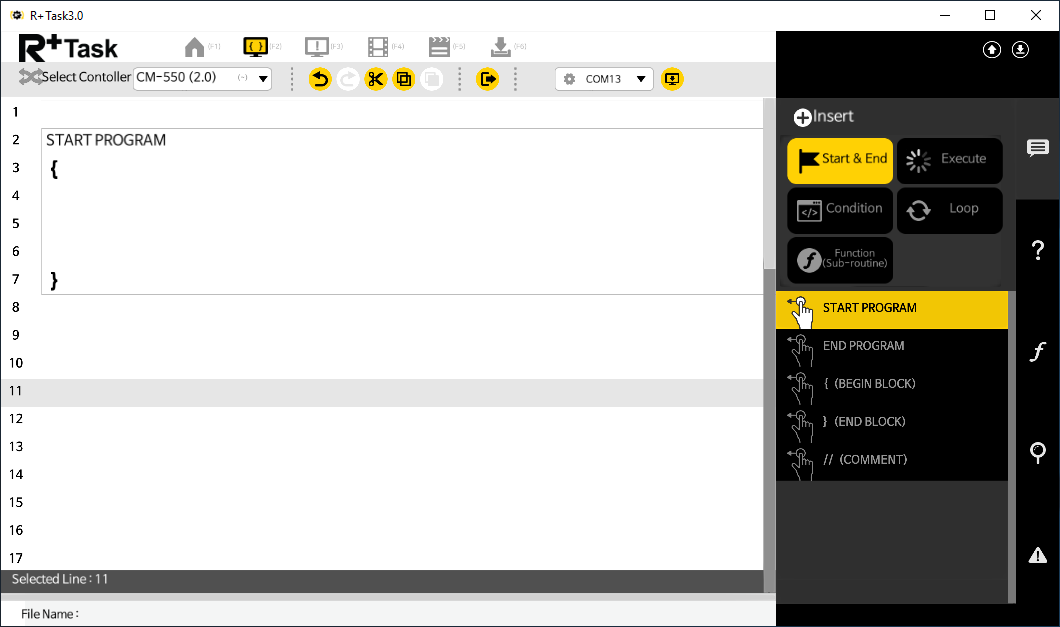 R+ Task3.0
R+Task
(F1)
(F2)
(F3)
(F4)
(F5)
(F6)
Select Contoller
CM-550 (2.0)
(-)
COM13
1
2 START PROGRAM
3 {
4
5
6
7 }
8
9
10
11
12
13
14
15
16
17
Selected Line : 11
File Name :
Insert
Start & End
Execute
Condition
Loop
Function
(Sub-routine)
START PROGRAM
END PROGRAM
{ (BEGIN BLOCK)
} (END BLOCK)
// (COMMENT)